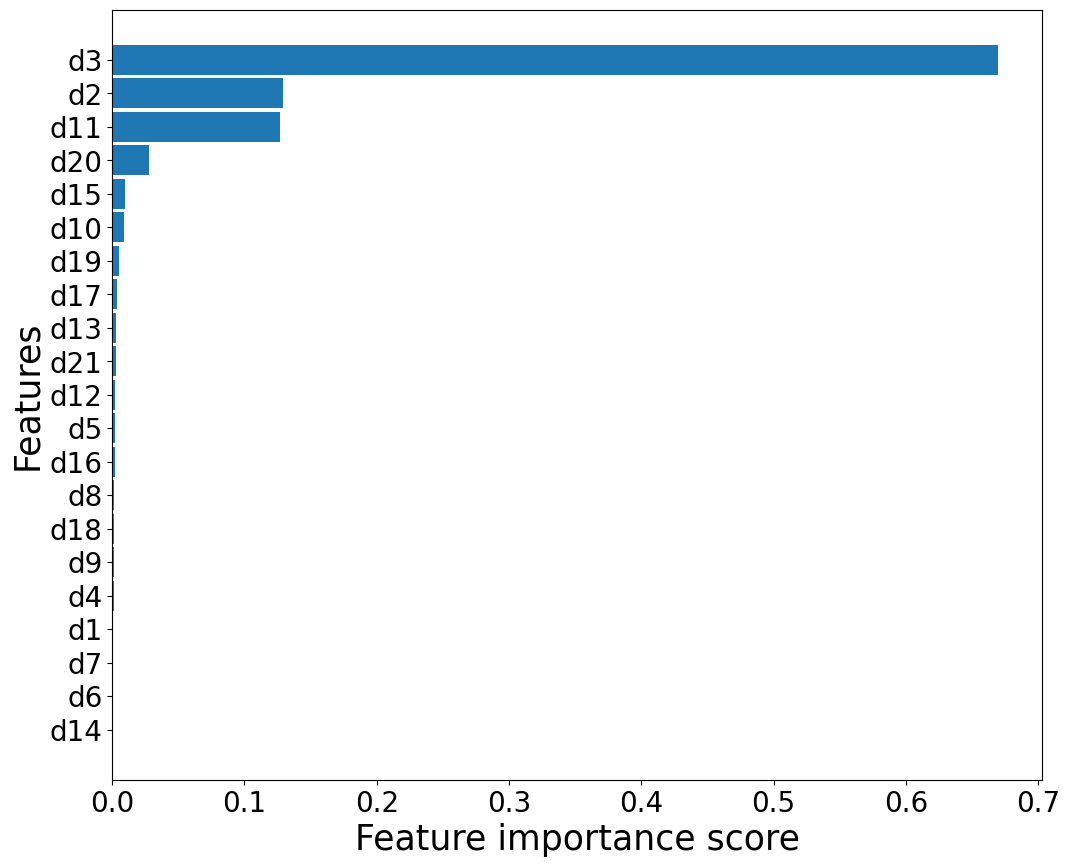 Features
d3
d2
d11
d20
d15
d10
d19
d17
d13
d21
d12
d5
d16
d8
d18
d9
d4
d1
d7
d6
d14
0.0 0.1 0.2 0.3 0.4 0.5 0.6 0.7
Feature importance score